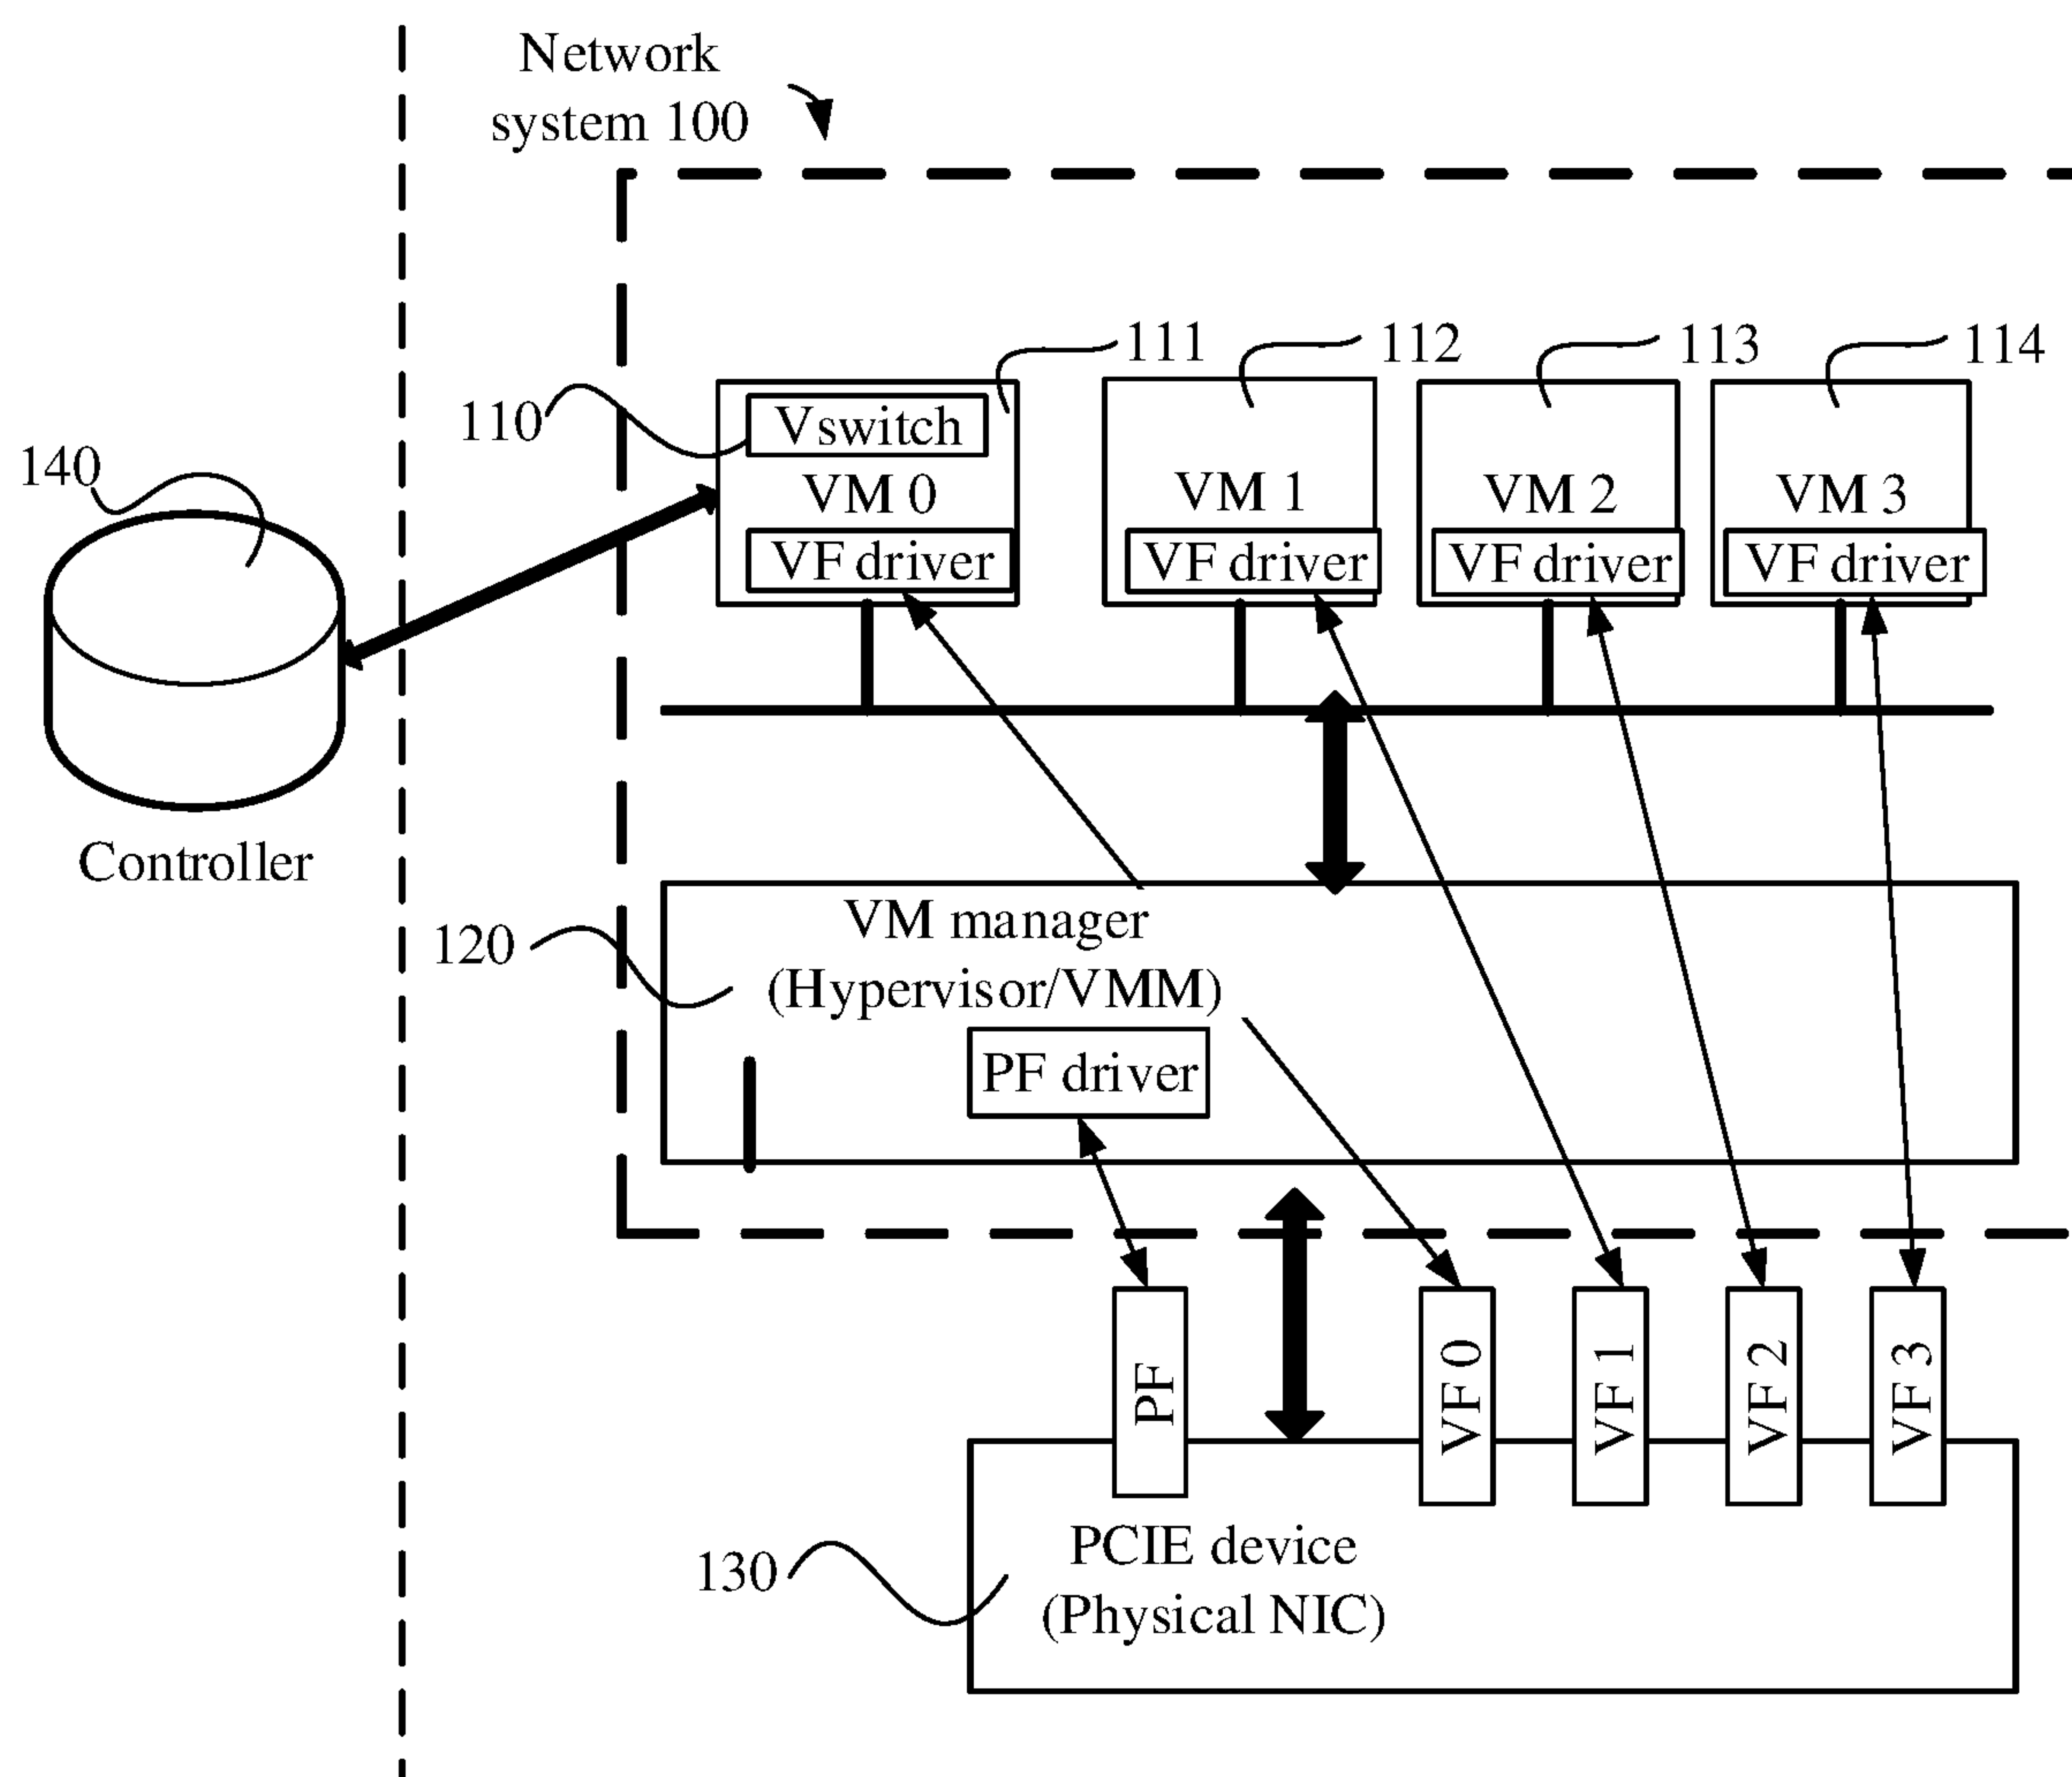 Network
system 100
111
112
113
114
110
Vswitch
140
VM 0
VM 1
VM 2
VM 3
VF driver
VF driver
VF driver
VF driver
Controller
VM manager
120
(Hypervisor/VMM)
PF driver
PF
VF 0
VF 1
VF 2
VF 3
PCIE device
130
(Physical NIC)